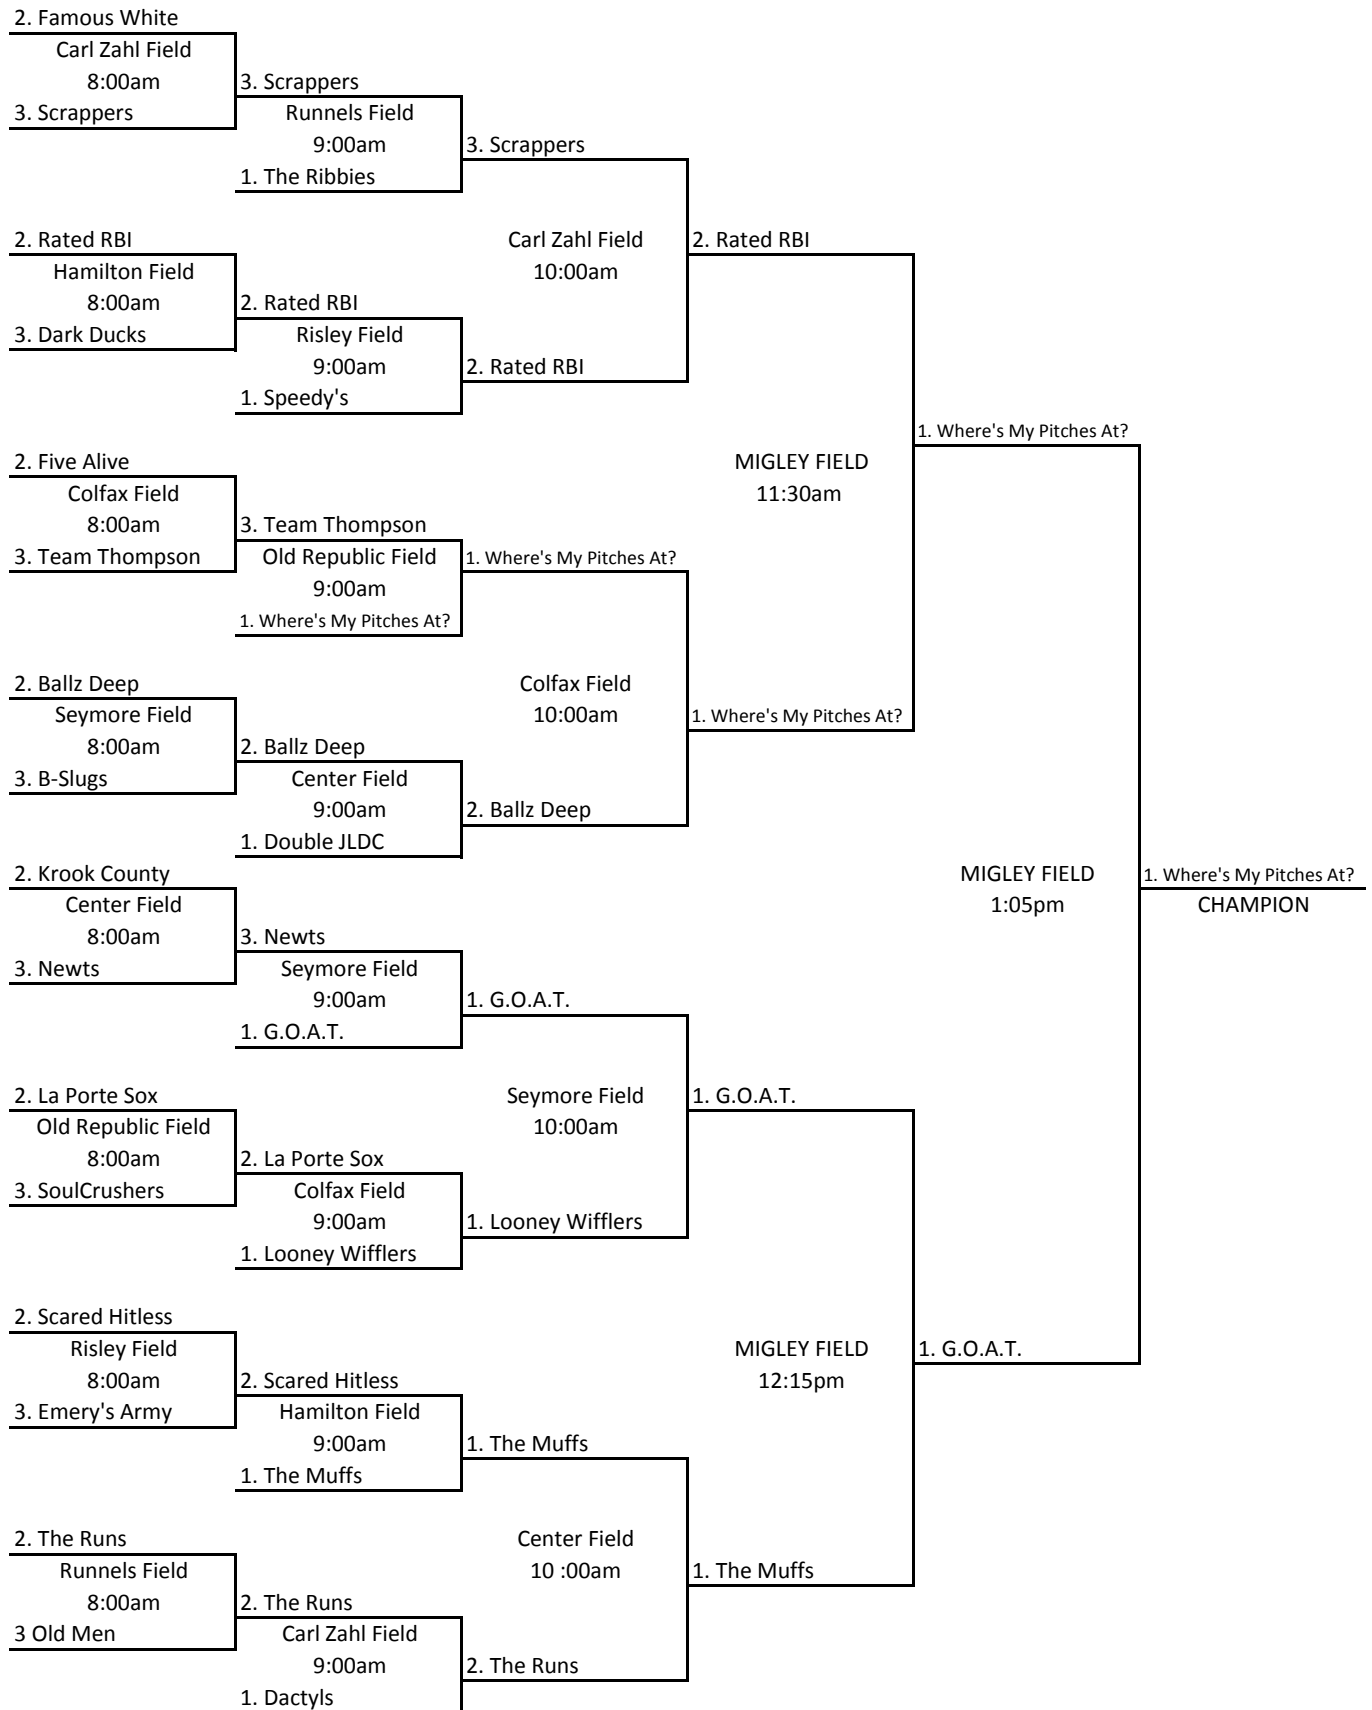 2. Famous White
Carl Zahl Field
8:00am
3. Scrappers
3. Scrappers
Runnels Field
9:00am
3. Scrappers
1. The Ribbies
2. Rated RBI
Carl Zahl Field
2. Rated RBI
Hamilton Field
10:00am
8:00am
2. Rated RBI
3. Dark Ducks
Risley Field
9:00am
2. Rated RBI
1. Speedy's
1. Where's My Pitches At?
2. Five Alive
MIGLEY FIELD
Colfax Field
11:30am
8:00am
3. Team Thompson
3. Team Thompson
Old Republic Field
1. Where's My Pitches At?
9:00am
1. Where's My Pitches At?
2. Ballz Deep
Colfax Field
Seymore Field
10:00am
1. Where's My Pitches At?
8:00am
2. Ballz Deep
3. B-Slugs
Center Field
9:00am
2. Ballz Deep
1. Double JLDC
2. Krook County
MIGLEY FIELD
1. Where's My Pitches At?
Center Field
1:05pm
CHAMPION
8:00am
3. Newts
3. Newts
Seymore Field
9:00am
1. G.O.A.T.
1. G.O.A.T.
2. La Porte Sox
Seymore Field
1. G.O.A.T.
Old Republic Field
10:00am
8:00am
2. La Porte Sox
3. SoulCrushers
Colfax Field
9:00am
1. Looney Wifflers
1. Looney Wifflers
2. Scared Hitless
Risley Field
MIGLEY FIELD
1. G.O.A.T.
8:00am
2. Scared Hitless
12:15pm
3. Emery's Army
Hamilton Field
9:00am
1. The Muffs
1. The Muffs
2. The Runs
Center Field
Runnels Field
10 :00am
1. The Muffs
8:00am
2. The Runs
3 Old Men
Carl Zahl Field
9:00am
2. The Runs
1. Dactyls